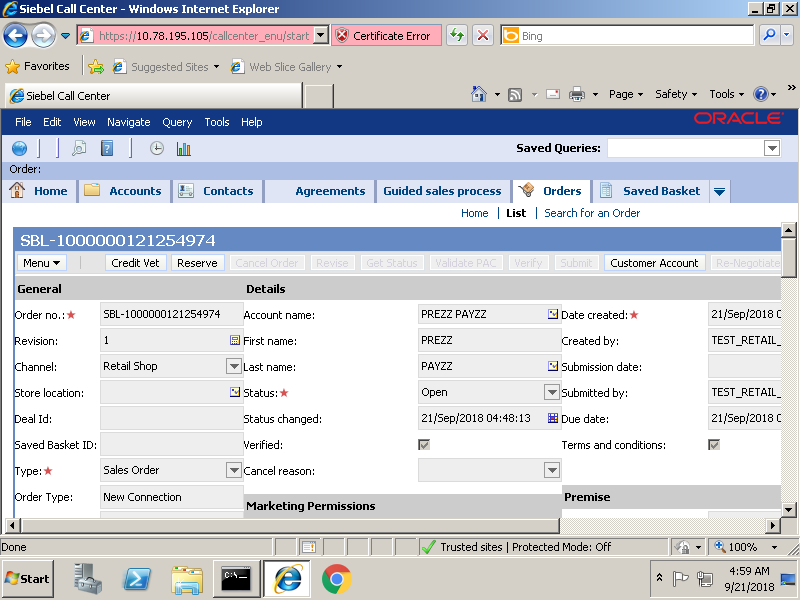 Siebel Call Center - Windows Internet Explorer
https://10.78.195.105/callcenter_enu/start
Certificate Error
Bing
Favorites
Suggested Sites
Web Slice Gallery
Siebel Call Center
Page
Safety
Tools
»
File Edit View Navigate Query Tools Help
ORACLE
Saved Queries:
Order:
Home
Accounts
Contacts
Agreements
Guided sales process
Orders
Saved Basket
Home | List | Search for an Order
SBL-1000000121254974
Menu
Credit Vet
Reserve
Cancel Order
Revise
Get Status
Validate PAC
Verify
Submit
Customer Account
Re-Negotiate
General Details
Order no.:* SBL-1000000121254974 Account name: PREZZ PAYZZ Date created:* 21/Sep/2018 0
Revision: 1 First name: PREZZ Created by: TEST_RETAIL_
Channel: Retail Shop Last name: PAYZZ Submission date:
Store location: Status:* Open Submitted by: TEST_RETAIL_
Deal Id: Status changed: 21/Sep/2018 04:48:13 Due date: 21/Sep/2018 0
Saved Basket ID: Verified: Terms and conditions:
Type:* Sales Order Cancel reason:
Order Type: New Connection
Marketing Permissions Premise
Done
Trusted sites | Protected Mode: Off
100%
Start
C:\.
4:59 AM
9/21/2018